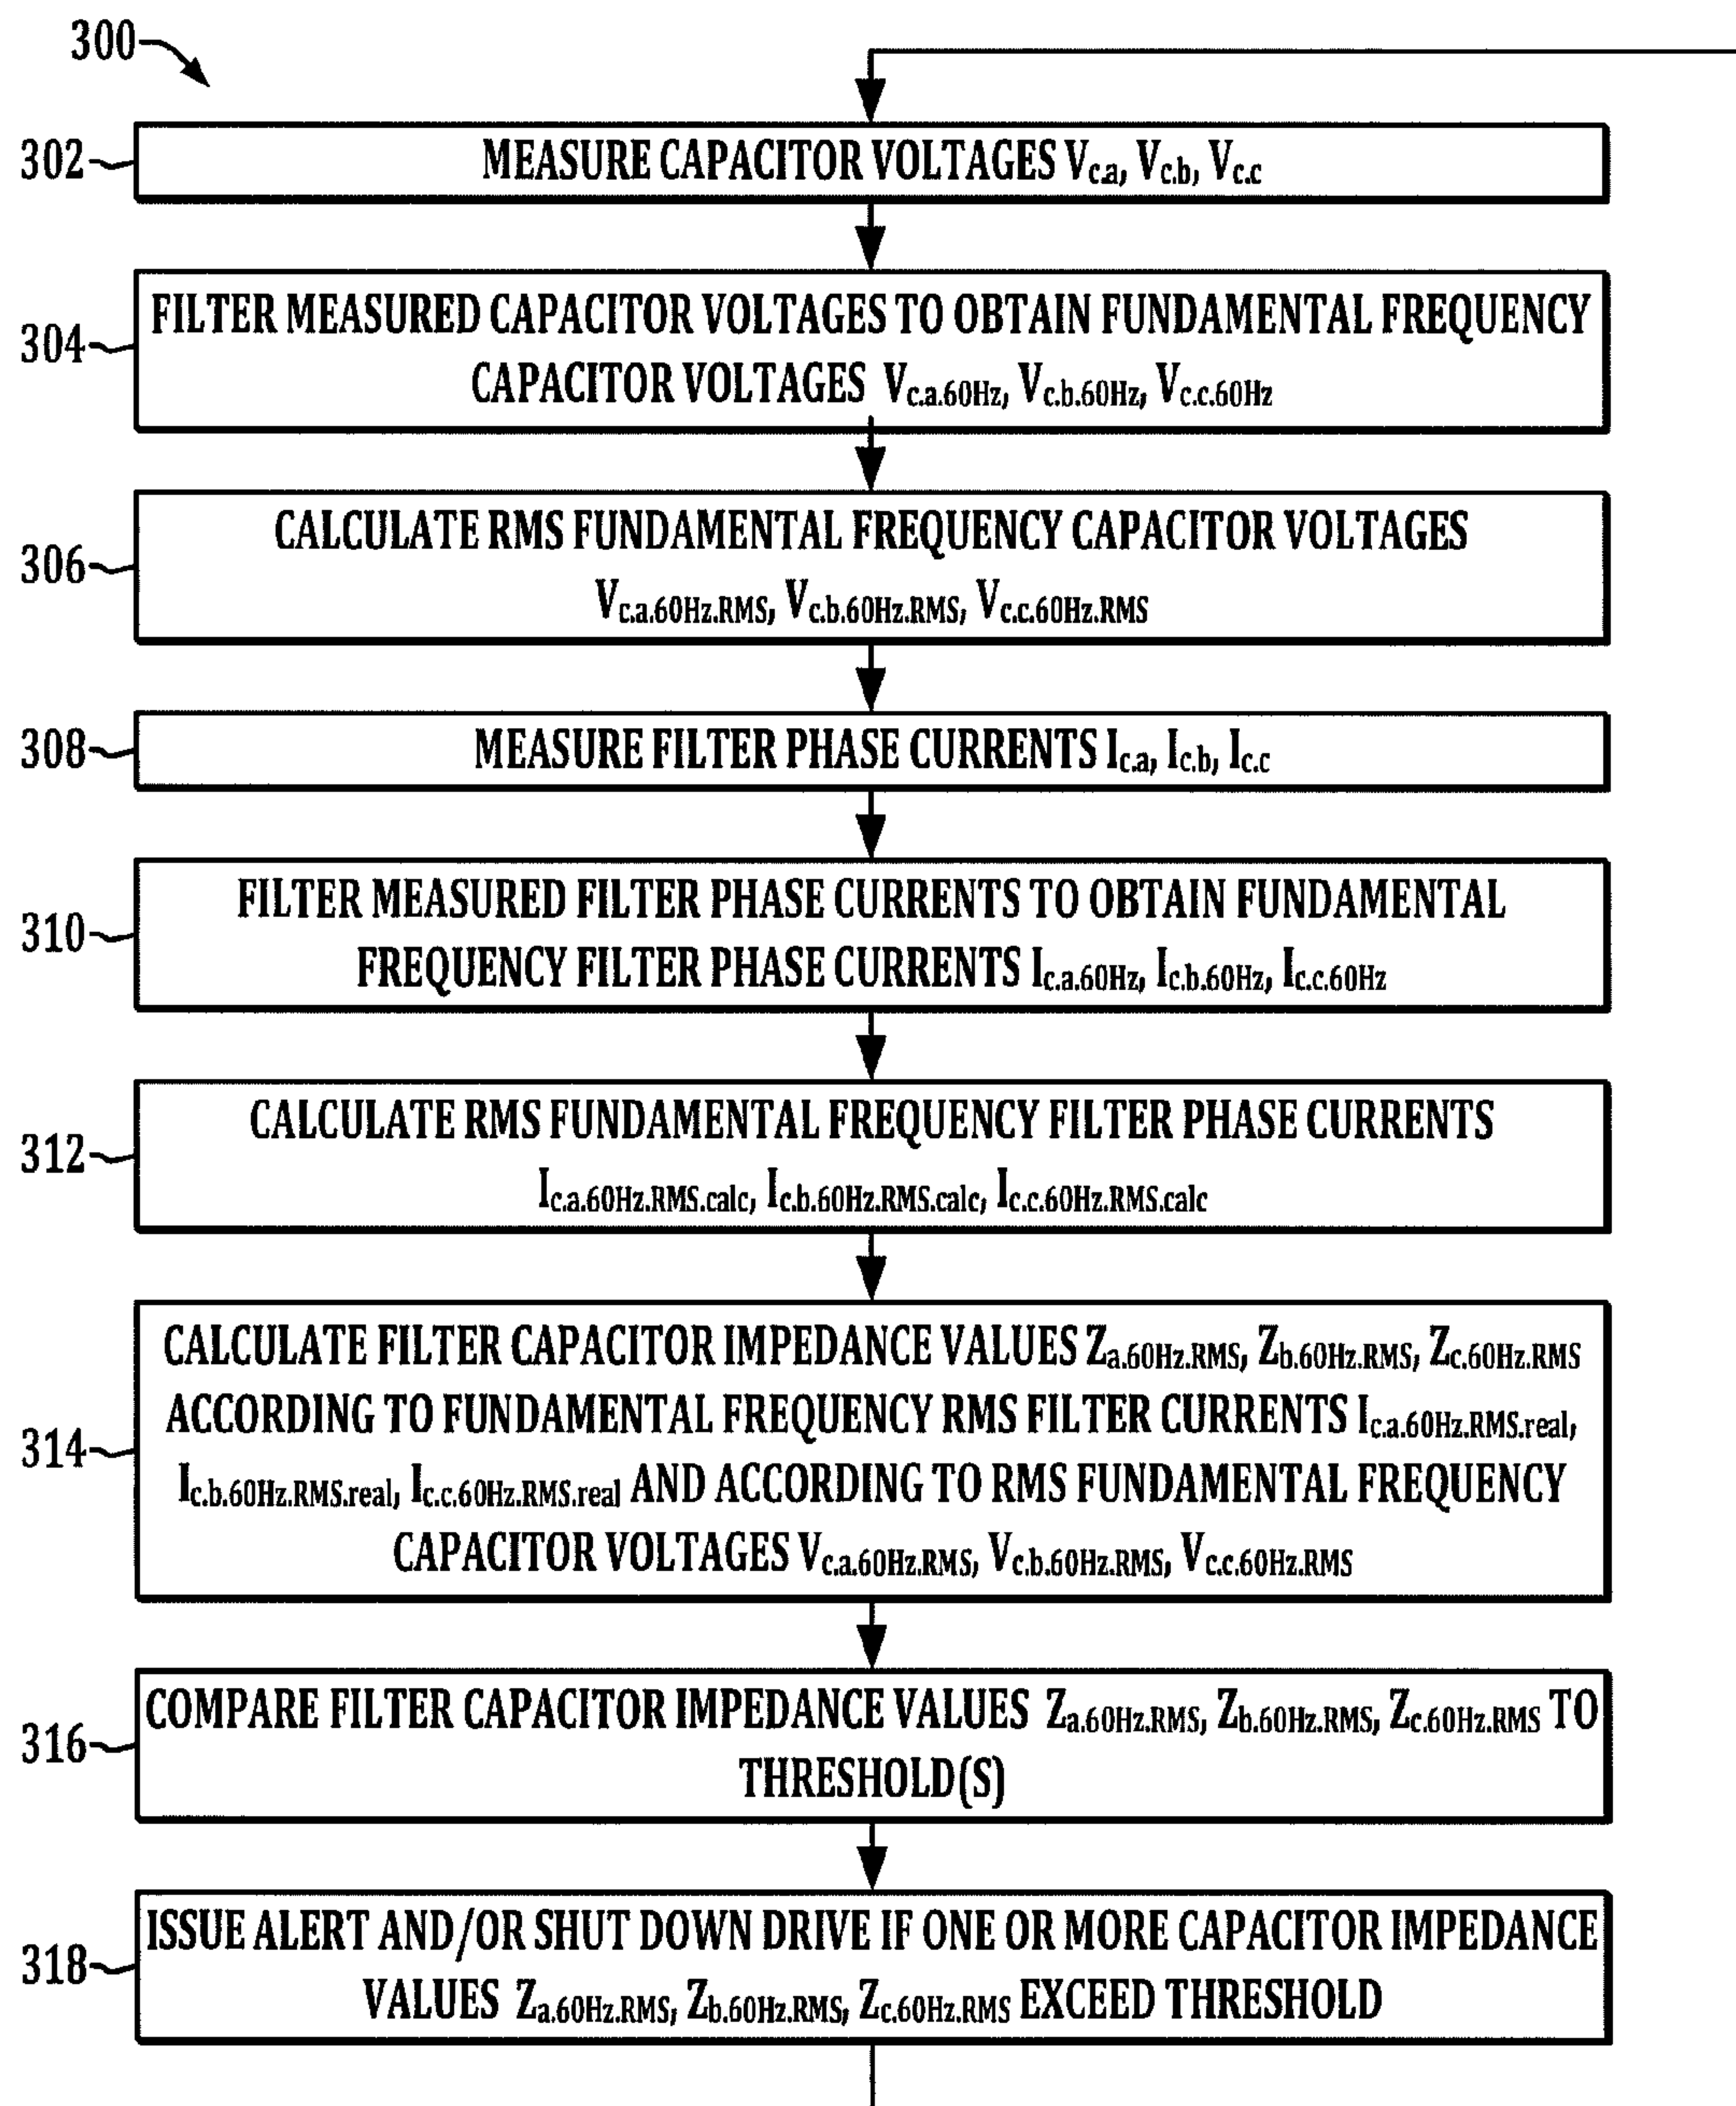 300
302
MEASURE CAPACITOR VOLTAGES Vc.a, Vc.b, Vc.c
304
FILTER MEASURED CAPACITOR VOLTAGES TO OBTAIN FUNDAMENTAL FREQUENCY
CAPACITOR VOLTAGES Vc.a.60Hz, Vc.b.60Hz, Vc.c.60Hz
306
CALCULATE RMS FUNDAMENTAL FREQUENCY CAPACITOR VOLTAGES
Vc.a.60Hz.RMS, Vc.b.60Hz.RMS, Vc.c.60Hz.RMS
308
MEASURE FILTER PHASE CURRENTS Ic.a, Ic.b, Ic.c
310
FILTER MEASURED FILTER PHASE CURRENTS TO OBTAIN FUNDAMENTAL
FREQUENCY FILTER PHASE CURRENTS Ic.a.60Hz, Ic.b.60Hz, Ic.c.60Hz
312
CALCULATE RMS FUNDAMENTAL FREQUENCY FILTER PHASE CURRENTS
Ic.a.60Hz.RMS.calc, Ic.b.60Hz.RMS.calc, Ic.c.60Hz.RMS.calc
314
CALCULATE FILTER CAPACITOR IMPEDANCE VALUES Za.60Hz.RMS, Zb.60Hz.RMS, Zc.60Hz.RMS
ACCORDING TO FUNDAMENTAL FREQUENCY RMS FILTER CURRENTS Ic.a.60Hz.RMS.real,
Ic.b.60Hz.RMS.real, Ic.c.60Hz.RMS.real AND ACCORDING TO RMS FUNDAMENTAL FREQUENCY
CAPACITOR VOLTAGES Vc.a.60Hz.RMS, Vc.b.60Hz.RMS, Vc.c.60Hz.RMS
316
COMPARE FILTER CAPACITOR IMPEDANCE VALUES Za.60Hz.RMS, Zb.60Hz.RMS, Zc.60Hz.RMS TO
THRESHOLD(S)
318
ISSUE ALERT AND/OR SHUT DOWN DRIVE IF ONE OR MORE CAPACITOR IMPEDANCE
VALUES Za.60Hz.RMS, Zb.60Hz.RMS, Zc.60Hz.RMS EXCEED THRESHOLD